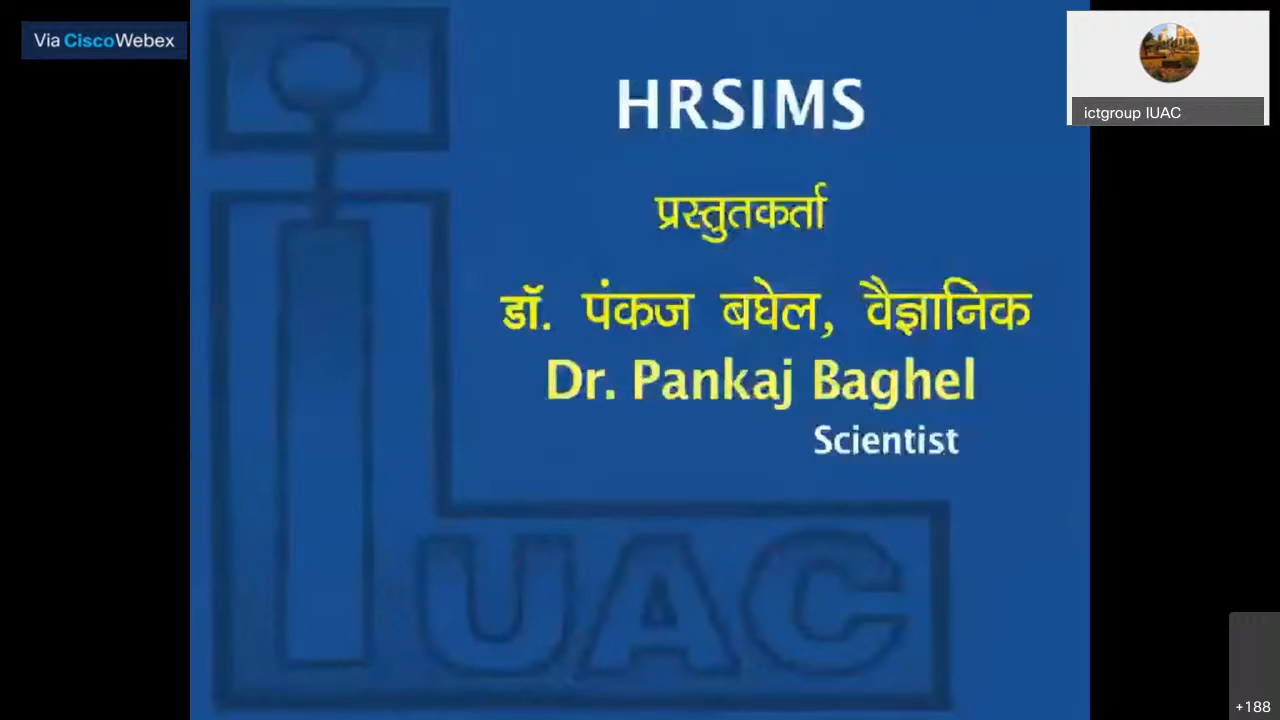 Via CiscoWebex
ictgroup IUAC
HRSIMS
प्रस्तुतकर्ता
डॉ. पंकज बघेल, वैज्ञानिक
Dr. Pankaj Baghel
Scientist
iUAC
+188